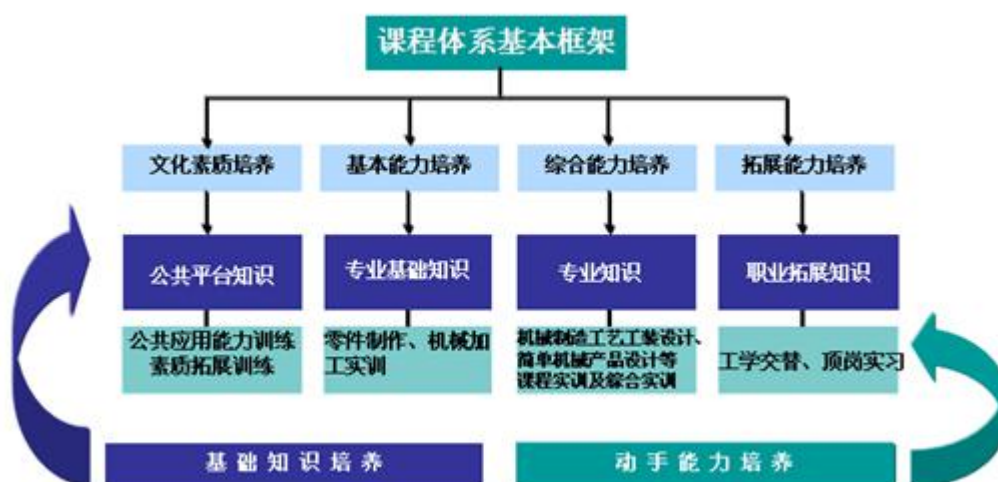 课程体系基本框架
文化素质培养
基本能力培养
综合能力培养
拓展能力培养
公共平台知识
专业基础知识
专业知识
职业拓展知识
公共应用能力训练
素质拓展训练
零件制作、机械加
工实训
机械制造工艺工装设计、
简单机械产品设计等
课程实训及综合实训
工学交替、顶岗实习
基础知识培养
动手能力培养